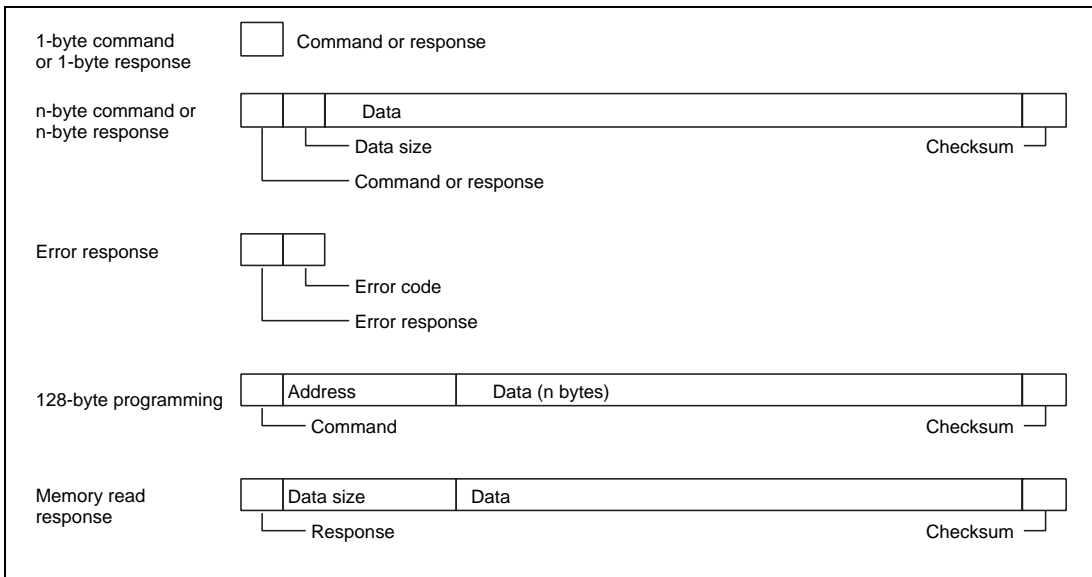 1-byte command
or 1-byte response
Command or response
n-byte command or
n-byte response
Data
Data size
Checksum
Command or response
Error response
Error code
Error response
128-byte programming
Address
Data (n bytes)
Command
Checksum
Memory read
response
Data size
Data
Response
Checksum